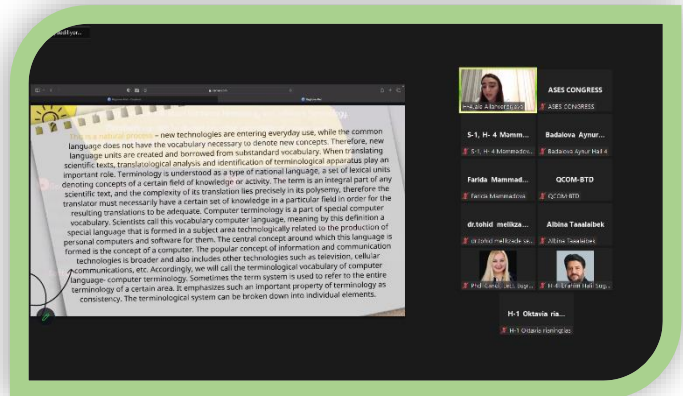 This is a natural process – new technologies are entering everyday use, while the common
language does not have the vocabulary necessary to denote new concepts. Therefore, new
language units are created and borrowed from substandard vocabulary. When translating
scientific texts, translatological analysis and identification of terminological apparatus play an
important role. Terminology is understood as a type of national language, a set of lexical units
denoting concepts of a certain field of knowledge or activity. The term is an integral part of any
scientific text, and the complexity of its translation lies precisely in its polysemy, therefore the
translator must necessarily have a certain set of knowledge in a particular field in order for the
resulting translations to be adequate. Computer terminology is a part of special computer
vocabulary. Scientists call this vocabulary computer language, meaning by this definition a
special language that is formed in a subject area technologically related to the production of
personal computers and software for them. The central concept around which this language is
formed is the concept of a computer. The popular concept of information and communication
technologies is broader and also includes other technologies such as television, cellular
communications, etc. Accordingly, we will call the terminological vocabulary of computer
language- computer terminology. Sometimes the term system is used to refer to the entire
terminology of a certain area. It emphasizes such an important property of terminology as
consistency. The terminological system can be broken down into individual elements.
ASES CONGRESS
ASES CONGRESS
S-1, H- 4 Mamm...
S-1, H- 4 Mammadov
Badalova Aynur...
Badalova Aynur Hall 4
Farida Mammad...
Farida Mammadova
QCOM-BTD
QCOM-BTD
dr.tohid melikza...
dr.tohid melikzade se...
Albina Taalaibek
Albina Taaalaibek
H-1 Oktavia ria...
H-1 Oktavia rianingtias